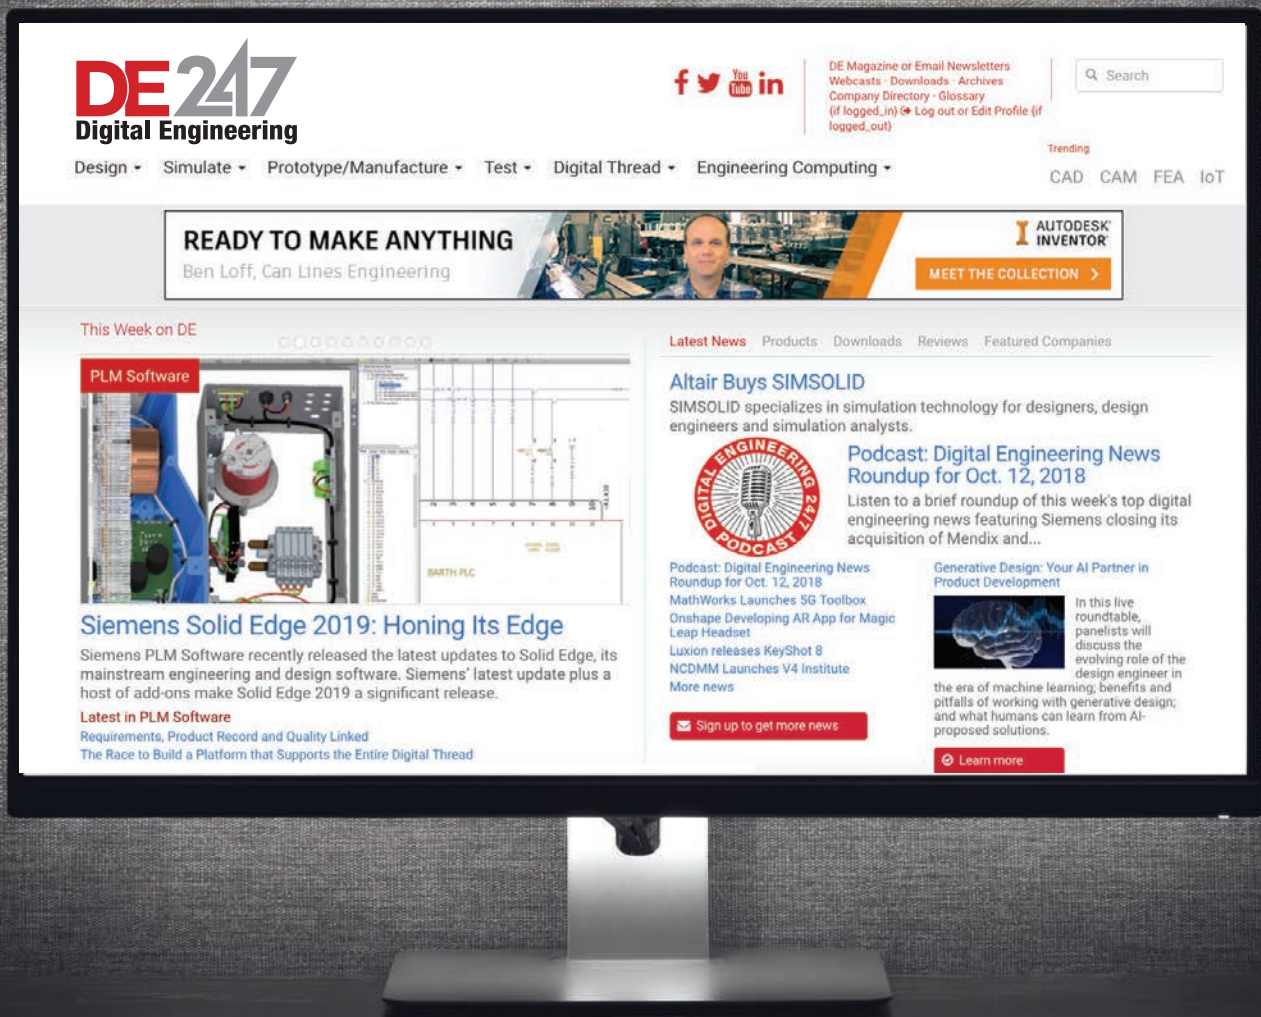 DE247
Digital Engineering
DE Magazine or Email Newsletters
Webcasts · Downloads · Archives
Company Directory · Glossary
{if logged_in} Log out or Edit Profile {if
logged_out}
Search
Trending
CAD CAM FEA IoT
Design Simulate Prototype/Manufacture Test Digital Thread Engineering Computing
READY TO MAKE ANYTHING
Ben Loff, Can Lines Engineering
AUTODESK
INVENTOR
MEET THE COLLECTION >
This Week on DE
PLM Software
BARTH PLC
Siemens Solid Edge 2019: Honing Its Edge
Siemens PLM Software recently released the latest updates to Solid Edge, its
mainstream engineering and design software. Siemens' latest update plus a
host of add-ons make Solid Edge 2019 a significant release.
Latest in PLM Software
Requirements, Product Record and Quality Linked
The Race to Build a Platform that Supports the Entire Digital Thread
Latest News Products Downloads Reviews Featured Companies
Altair Buys SIMSOLID
SIMSOLID specializes in simulation technology for designers, design
engineers and simulation analysts.
DIGITAL ENGINEERING 24/7
PODCAST
Podcast: Digital Engineering News
Roundup for Oct. 12, 2018
Listen to a brief roundup of this week's top digital
engineering news featuring Siemens closing its
acquisition of Mendix and...
Podcast: Digital Engineering News
Roundup for Oct. 12, 2018
MathWorks Launches 5G Toolbox
Onshape Developing AR App for Magic
Leap Headset
Luxion releases KeyShot 8
NCDMM Launches V4 Institute
More news
Sign up to get more news
Generative Design: Your AI Partner in
Product Development
In this live
roundtable,
panelists will
discuss the
evolving role of the
design engineer in
the era of machine learning; benefits and
pitfalls of working with generative design;
and what humans can learn from AI-
proposed solutions.
Learn more